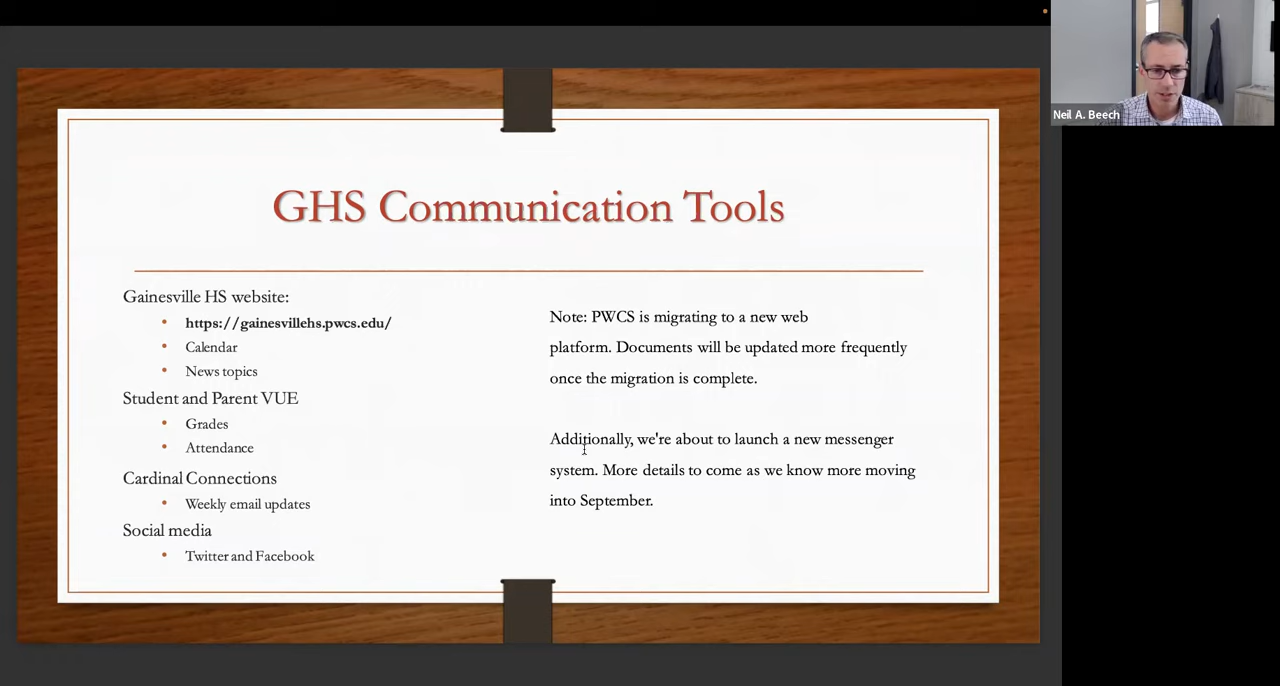 GHS Communication Tools
Gainesville HS website:
• https://gainesvillehs.pwcs.edu/
• Calendar
• News topics
Student and Parent VUE
• Grades
• Attendance
Cardinal Connections
• Weekly email updates
Social media
• Twitter and Facebook
Note: PWCS is migrating to a new web
platform. Documents will be updated more frequently
once the migration is complete.
Additionally, we're about to launch a new messenger
system. More details to come as we know more moving
into September.
Neil A. Beech